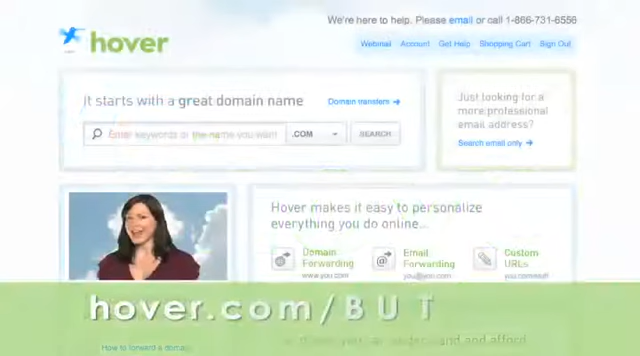 We're here to help. Please email or call 1-866-731-6556
hover
Webmail Account Get Help Shopping Cart Sign Out
It starts with a great domain name
Domain transfers
Enter keywords or the name you want
.COM
SEARCH
Just looking for a
more professional
email address?
Search email only
Hover makes it easy to personalize
everything you do online...
Domain
Forwarding
www.you.com
Email
Forwarding
you@you.com
Custom
URLs
hover.com/BUT
How to forward a domain
and afford